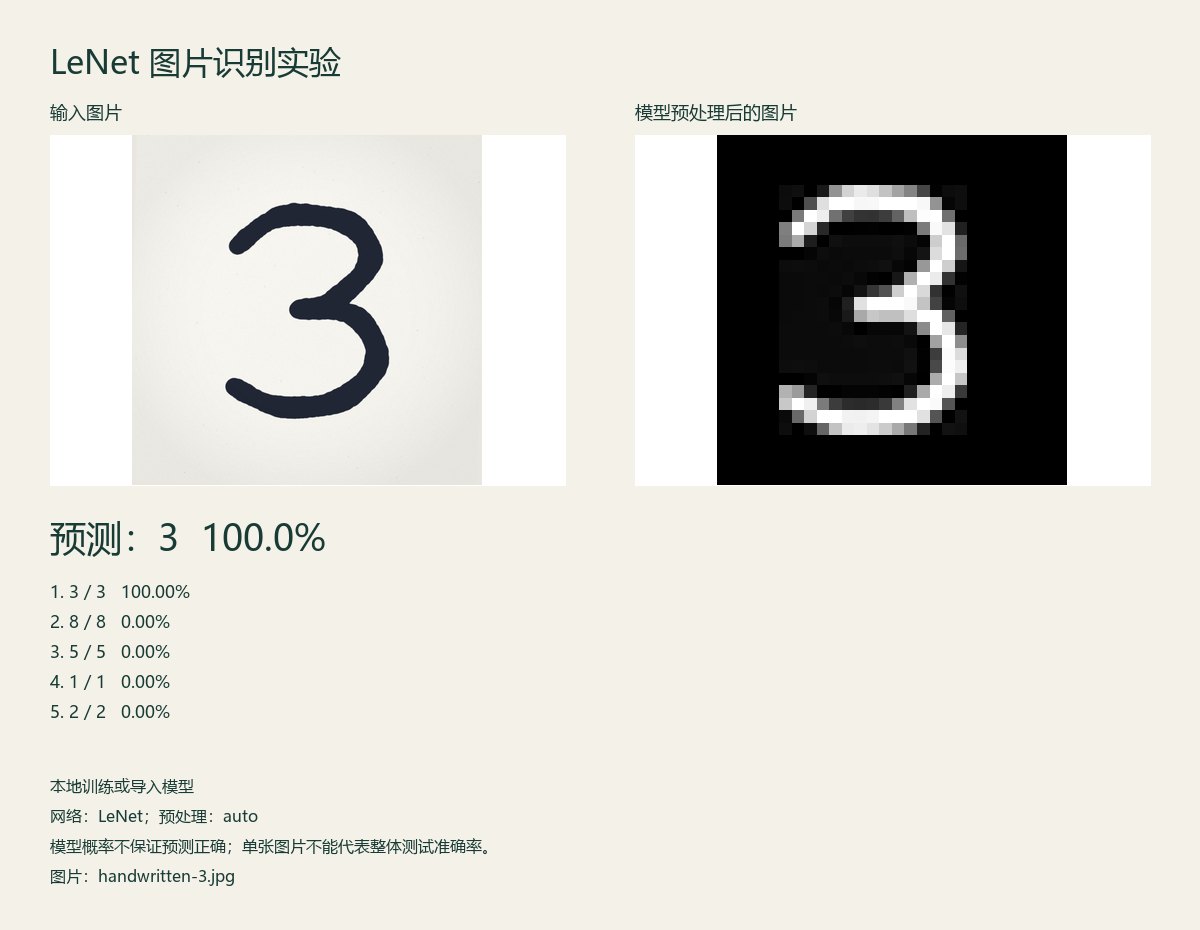 LeNet 图片识别实验
输入图片
模型预处理后的图片
3
3
预测：3 100.0%
1. 3 / 3 100.00%
2. 8 / 8 0.00%
3. 5 / 5 0.00%
4. 1 / 1 0.00%
5. 2 / 2 0.00%
本地训练或导入模型
网络：LeNet；预处理：auto
模型概率不保证预测正确；单张图片不能代表整体测试准确率。
图片：handwritten-3.jpg